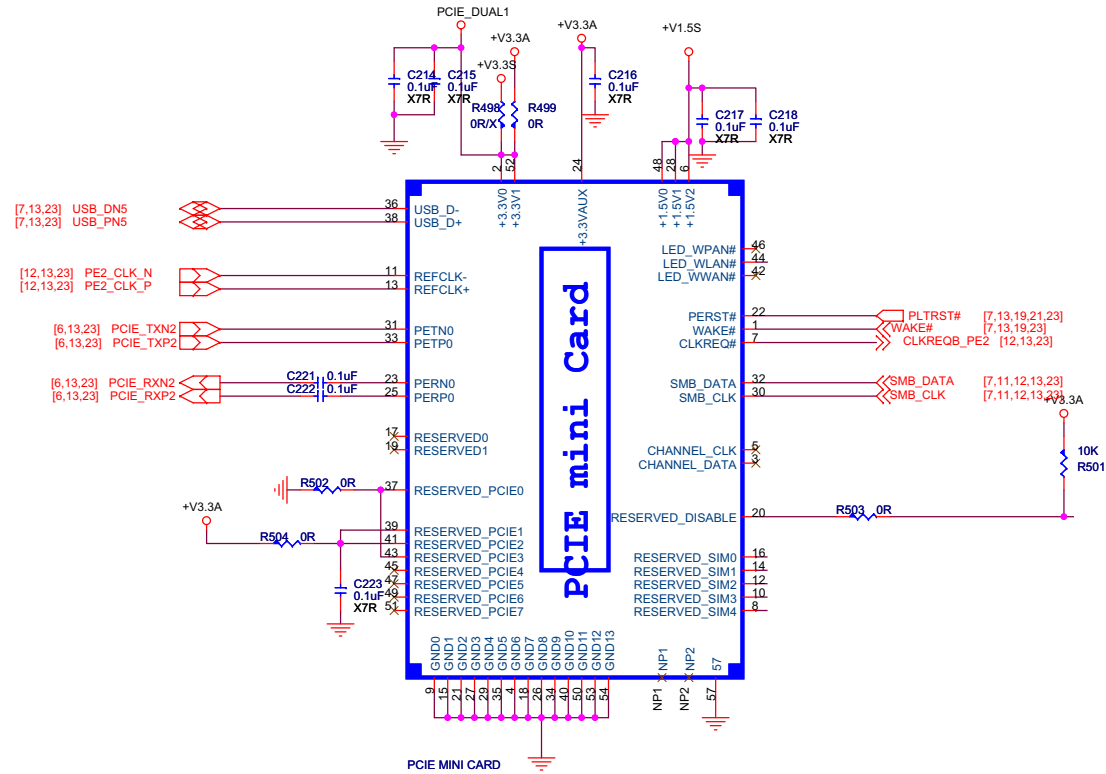 PCIE_DUAL1
+V3.3A
+V3.3S
+V3.3A
+V1.5S
C214
0.1uF
X7R
C215
0.1uF
X7R
R498
0R/X
R499
0R
C216
0.1uF
X7R
C217
0.1uF
X7R
C218
0.1uF
X7R
2
52
24
48
28
6
+3.3V0
+3.3V1
+3.3VAUX
+1.5V0
+1.5V1
+1.5V2
[7,13,23] USB_DN5 36 USB_D-
[7,13,23] USB_PN5 38 USB_D+
[12,13,23] PE2_CLK_N 11 REFCLK-
[12,13,23] PE2_CLK_P 13 REFCLK+
[6,13,23] PCIE_TXN2 31 PETN0
[6,13,23] PCIE_TXP2 33 PETP0
[6,13,23] PCIE_RXN2 C221 0.1uF 23 PERN0
[6,13,23] PCIE_RXP2 C222 0.1uF 25 PERP0
17 RESERVED0
19 RESERVED1
R502 0R 37 RESERVED_PCIE0
+V3.3A
R504 0R
39 RESERVED_PCIE1
41 RESERVED_PCIE2
43 RESERVED_PCIE3
45 RESERVED_PCIE4
47 RESERVED_PCIE5
49 RESERVED_PCIE6
51 RESERVED_PCIE7
C223
0.1uF
X7R
PCIE mini Card
LED_WPAN# 46
LED_WLAN# 44
LED_WWAN# 42
PERST# 22 PLTRST# [7,13,19,21,23]
WAKE# 1 WAKE# [7,13,19,23]
CLKREQ# 7 CLKREQB_PE2 [12,13,23]
SMB_DATA 32 SMB_DATA [7,11,12,13,23]
SMB_CLK 30 SMB_CLK [7,11,12,13,23]
+V3.3A
CHANNEL_CLK 5
CHANNEL_DATA 3
10K
R501
RESERVED_DISABLE 20 R503 0R
RESERVED_SIM0 16
RESERVED_SIM1 14
RESERVED_SIM2 12
RESERVED_SIM3 10
RESERVED_SIM4 8
GND0
GND1
GND2
GND3
GND4
GND5
GND6
GND7
GND8
GND9
GND10
GND11
GND12
GND13
NP1
NP2
57
9
15
21
27
29
35
4
18
26
34
40
50
53
54
NP1
NP2
57
PCIE MINI CARD